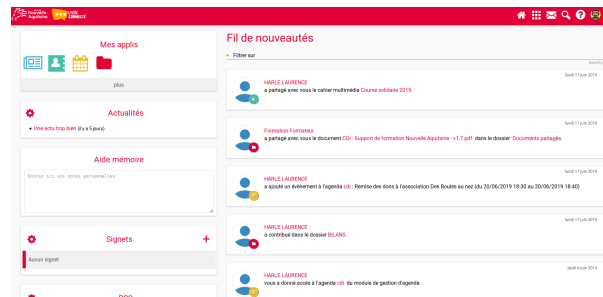 Nouvelle-
Aquitaine
lycée
CONNECTÉ
Mes applis
plus
Actualités
Une actu trop bien (il y a 5 jours)
Aide mémoire
Entrez ici vos notes personnelles
Signets
+
Aucun signet
Fil de nouveautés
Filtrer sur
lundi 17 juin 2019
HARLE LAURENCE
a partagé avec vous le cahier multimédia Course solidaire 2019.
lundi 17 juin 2019
Formation Formateur
a partagé avec vous le document CGI - Support de formation Nouvelle Aquitaine - v1.7.pdf dans le dossier Documents partagés.
lundi 17 juin 2019
HARLE LAURENCE
a ajouté un événement à l'agenda cdi : Remise des dons à l'association Des Boules au nez (du 20/06/2019 18:30 au 20/06/2019 18:40)
lundi 17 juin 2019
HARLE LAURENCE
a contribué dans le dossier BILANS.
jeudi 6 juin 2019
HARLE LAURENCE
vous a donné accès à l'agenda cdi du module de gestion d'agenda